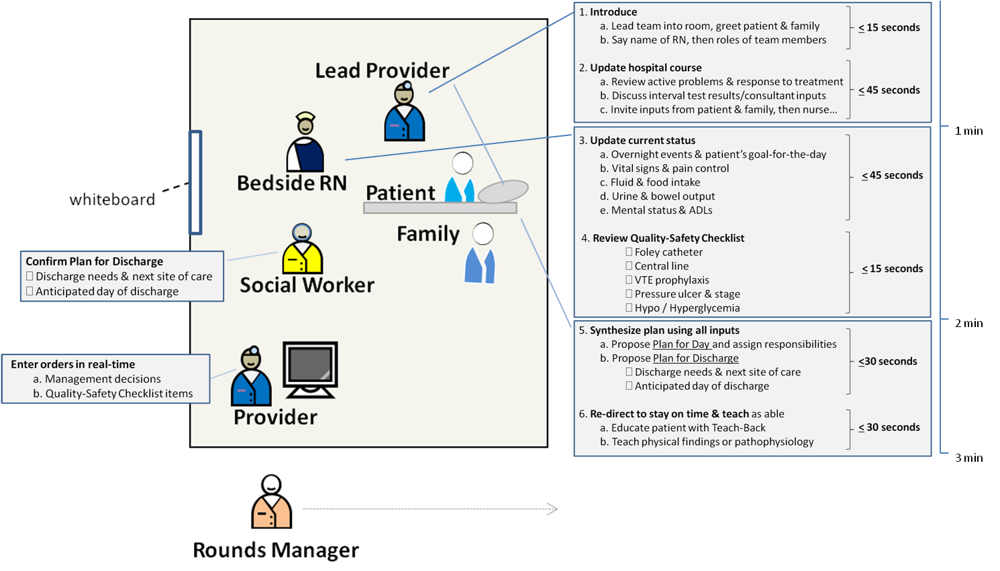 Lead Provider
Bedside RN
Patient
Family
whiteboard
Social Worker
Provider
Rounds Manager
Confirm Plan for Discharge
☐ Discharge needs & next site of care
☐ Anticipated day of discharge
Enter orders in real-time
a. Management decisions
b. Quality-Safety Checklist items
1. Introduce
a. Lead team into room, greet patient & family
b. Say name of RN, then roles of team members
≤ 15 seconds
2. Update hospital course
a. Review active problems & response to treatment
b. Discuss interval test results/consultant inputs
c. Invite inputs from patient & family, then nurse...
≤ 45 seconds
1 min
3. Update current status
a. Overnight events & patient's goal-for-the-day
b. Vital signs & pain control
c. Fluid & food intake
d. Urine & bowel output
e. Mental status & ADLs
≤ 45 seconds
4. Review Quality-Safety Checklist
☐ Foley catheter
☐ Central line
☐ VTE prophylaxis
☐ Pressure ulcer & stage
☐ Hypo / Hyperglycemia
≤ 15 seconds
2 min
5. Synthesize plan using all inputs
a. Propose Plan for Day and assign responsibilities
b. Propose Plan for Discharge
☐ Discharge needs & next site of care
☐ Anticipated day of discharge
≤30 seconds
6. Re-direct to stay on time & teach as able
a. Educate patient with Teach-Back
b. Teach physical findings or pathophysiology
≤ 30 seconds
3 min